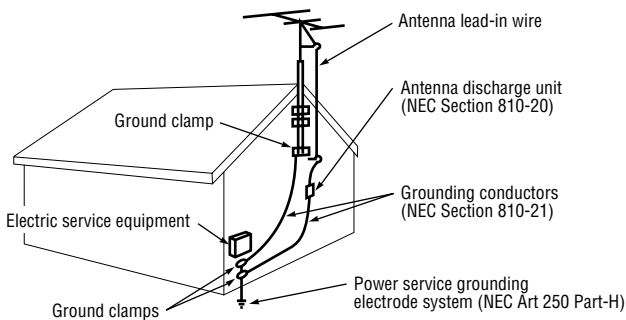 Antenna lead-in wire
Antenna discharge unit
(NEC Section 810-20)
Ground clamp
Grounding conductors
(NEC Section 810-21)
Electric service equipment
Power service grounding
electrode system (NEC Art 250 Part-H)
Ground clamps